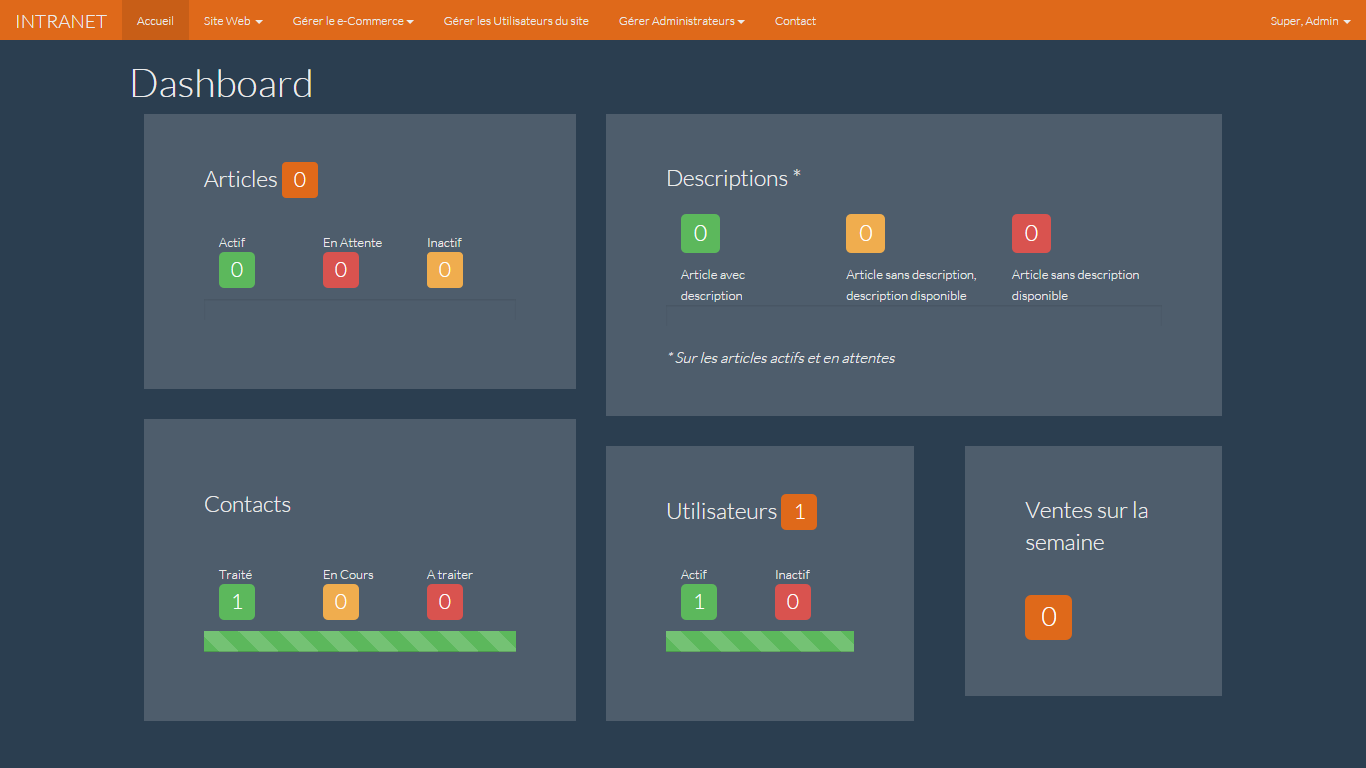 INTRANET Accueil Site Web Gérer le e-Commerce Gérer les Utilisateurs du site Gérer Administrateurs Contact Super, Admin
Dashboard
Articles 0
Actif En Attente Inactif
0 0 0
Descriptions *
0 0 0
Article avec description
Article sans description, description disponible
Article sans description disponible
* Sur les articles actifs et en attentes
Contacts
Traité En Cours A traiter
1 0 0
Utilisateurs 1
Actif Inactif
1 0
Ventes sur la
semaine
0